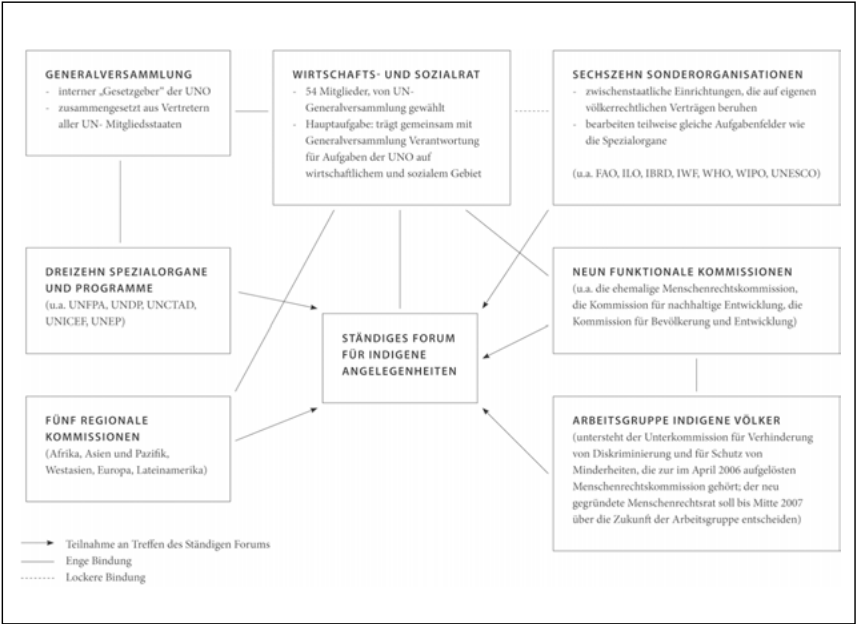 GENERALVERSAMMLUNG
- interner „Gesetzgeber“ der UNO
- zusammengesetzt aus Vertretern
aller UN- Mitgliedsstaaten
WIRTSCHAFTS- UND SOZIALRAT
- 54 Mitglieder, von UN-
Generalversammlung gewählt
- Hauptaufgabe: trägt gemeinsam mit
Generalversammlung Verantwortung
für Aufgaben der UNO auf
wirtschaftlichem und sozialem Gebiet
SECHSZEHN SONDERORGANISATIONEN
- zwischenstaatliche Einrichtungen, die auf eigenen
völkerrechtlichen Verträgen beruhen
- bearbeiten teilweise gleiche Aufgabenfelder wie
die Spezialorgane
(u.a. FAO, ILO, IBRD, IWF, WHO, WIPO, UNESCO)
DREIZEHN SPEZIALORGANE
UND PROGRAMME
(u.a. UNFPA, UNDP, UNCTAD,
UNICEF, UNEP)
STÄNDIGES FORUM
FÜR INDIGENE
ANGELEGENHEITEN
NEUN FUNKTIONALE KOMMISSIONEN
(u.a. die ehemalige Menschenrechtskommission,
die Kommission für nachhaltige Entwicklung, die
Kommission für Bevölkerung und Entwicklung)
FÜNF REGIONALE
KOMMISSIONEN
(Afrika, Asien und Pazifik,
Westasien, Europa, Lateinamerika)
ARBEITSGRUPPE INDIGENE VÖLKER
(untersteht der Unterkommission für Verhinderung
von Diskriminierung und für Schutz von
Minderheiten, die zur im April 2006 aufgelösten
Menschenrechtskommission gehört; der neu
gegründete Menschenrechtsrat soll bis Mitte 2007
über die Zukunft der Arbeitsgruppe entscheiden)
Teilnahme an Treffen des Ständigen Forums
Enge Bindung
Lockere Bindung